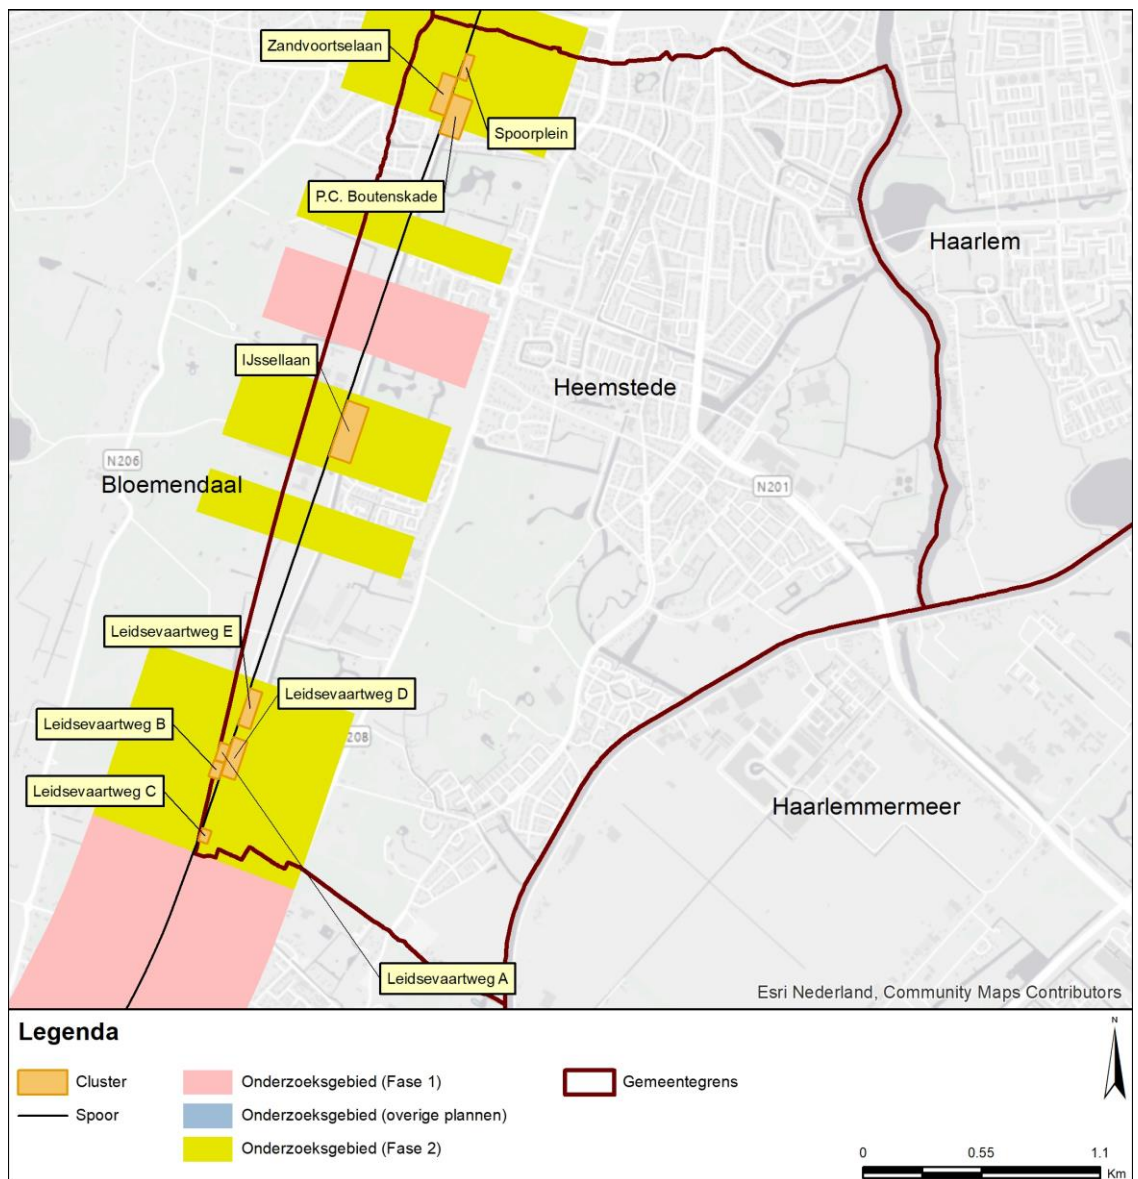 Zandvoortselaan
Spoorplein
P.C. Boutenskade
Haarlem
IJssellaan
Heemstede
N206
Bloemendaal
N201
Leidsevaartweg E
Leidsevaartweg D
Leidsevaartweg B
208
Leidsevaartweg C
Haarlemmermeer
Leidsevaartweg A
Esri Nederland, Community Maps Contributors
Legenda
N
Cluster
Onderzoeksgebied (Fase 1)
Gemeentegrens
Spoor
Onderzoeksgebied (overige plannen)
Onderzoeksgebied (Fase 2)
0 0.55 1.1
Km